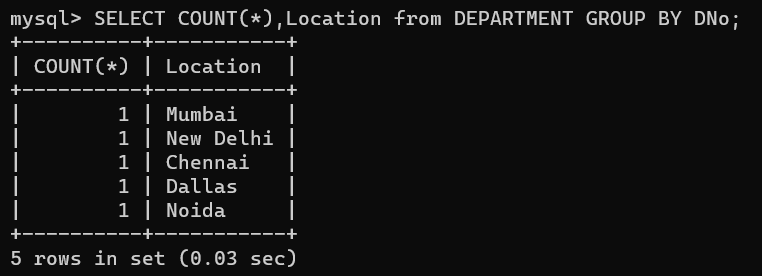 mysql> SELECT COUNT(*),Location from DEPARTMENT GROUP BY DNo;
+----------+-----------+
| COUNT(*) | Location  |
+----------+-----------+
|        1 | Mumbai    |
|        1 | New Delhi |
|        1 | Chennai   |
|        1 | Dallas    |
|        1 | Noida     |
+----------+-----------+
5 rows in set (0.03 sec)